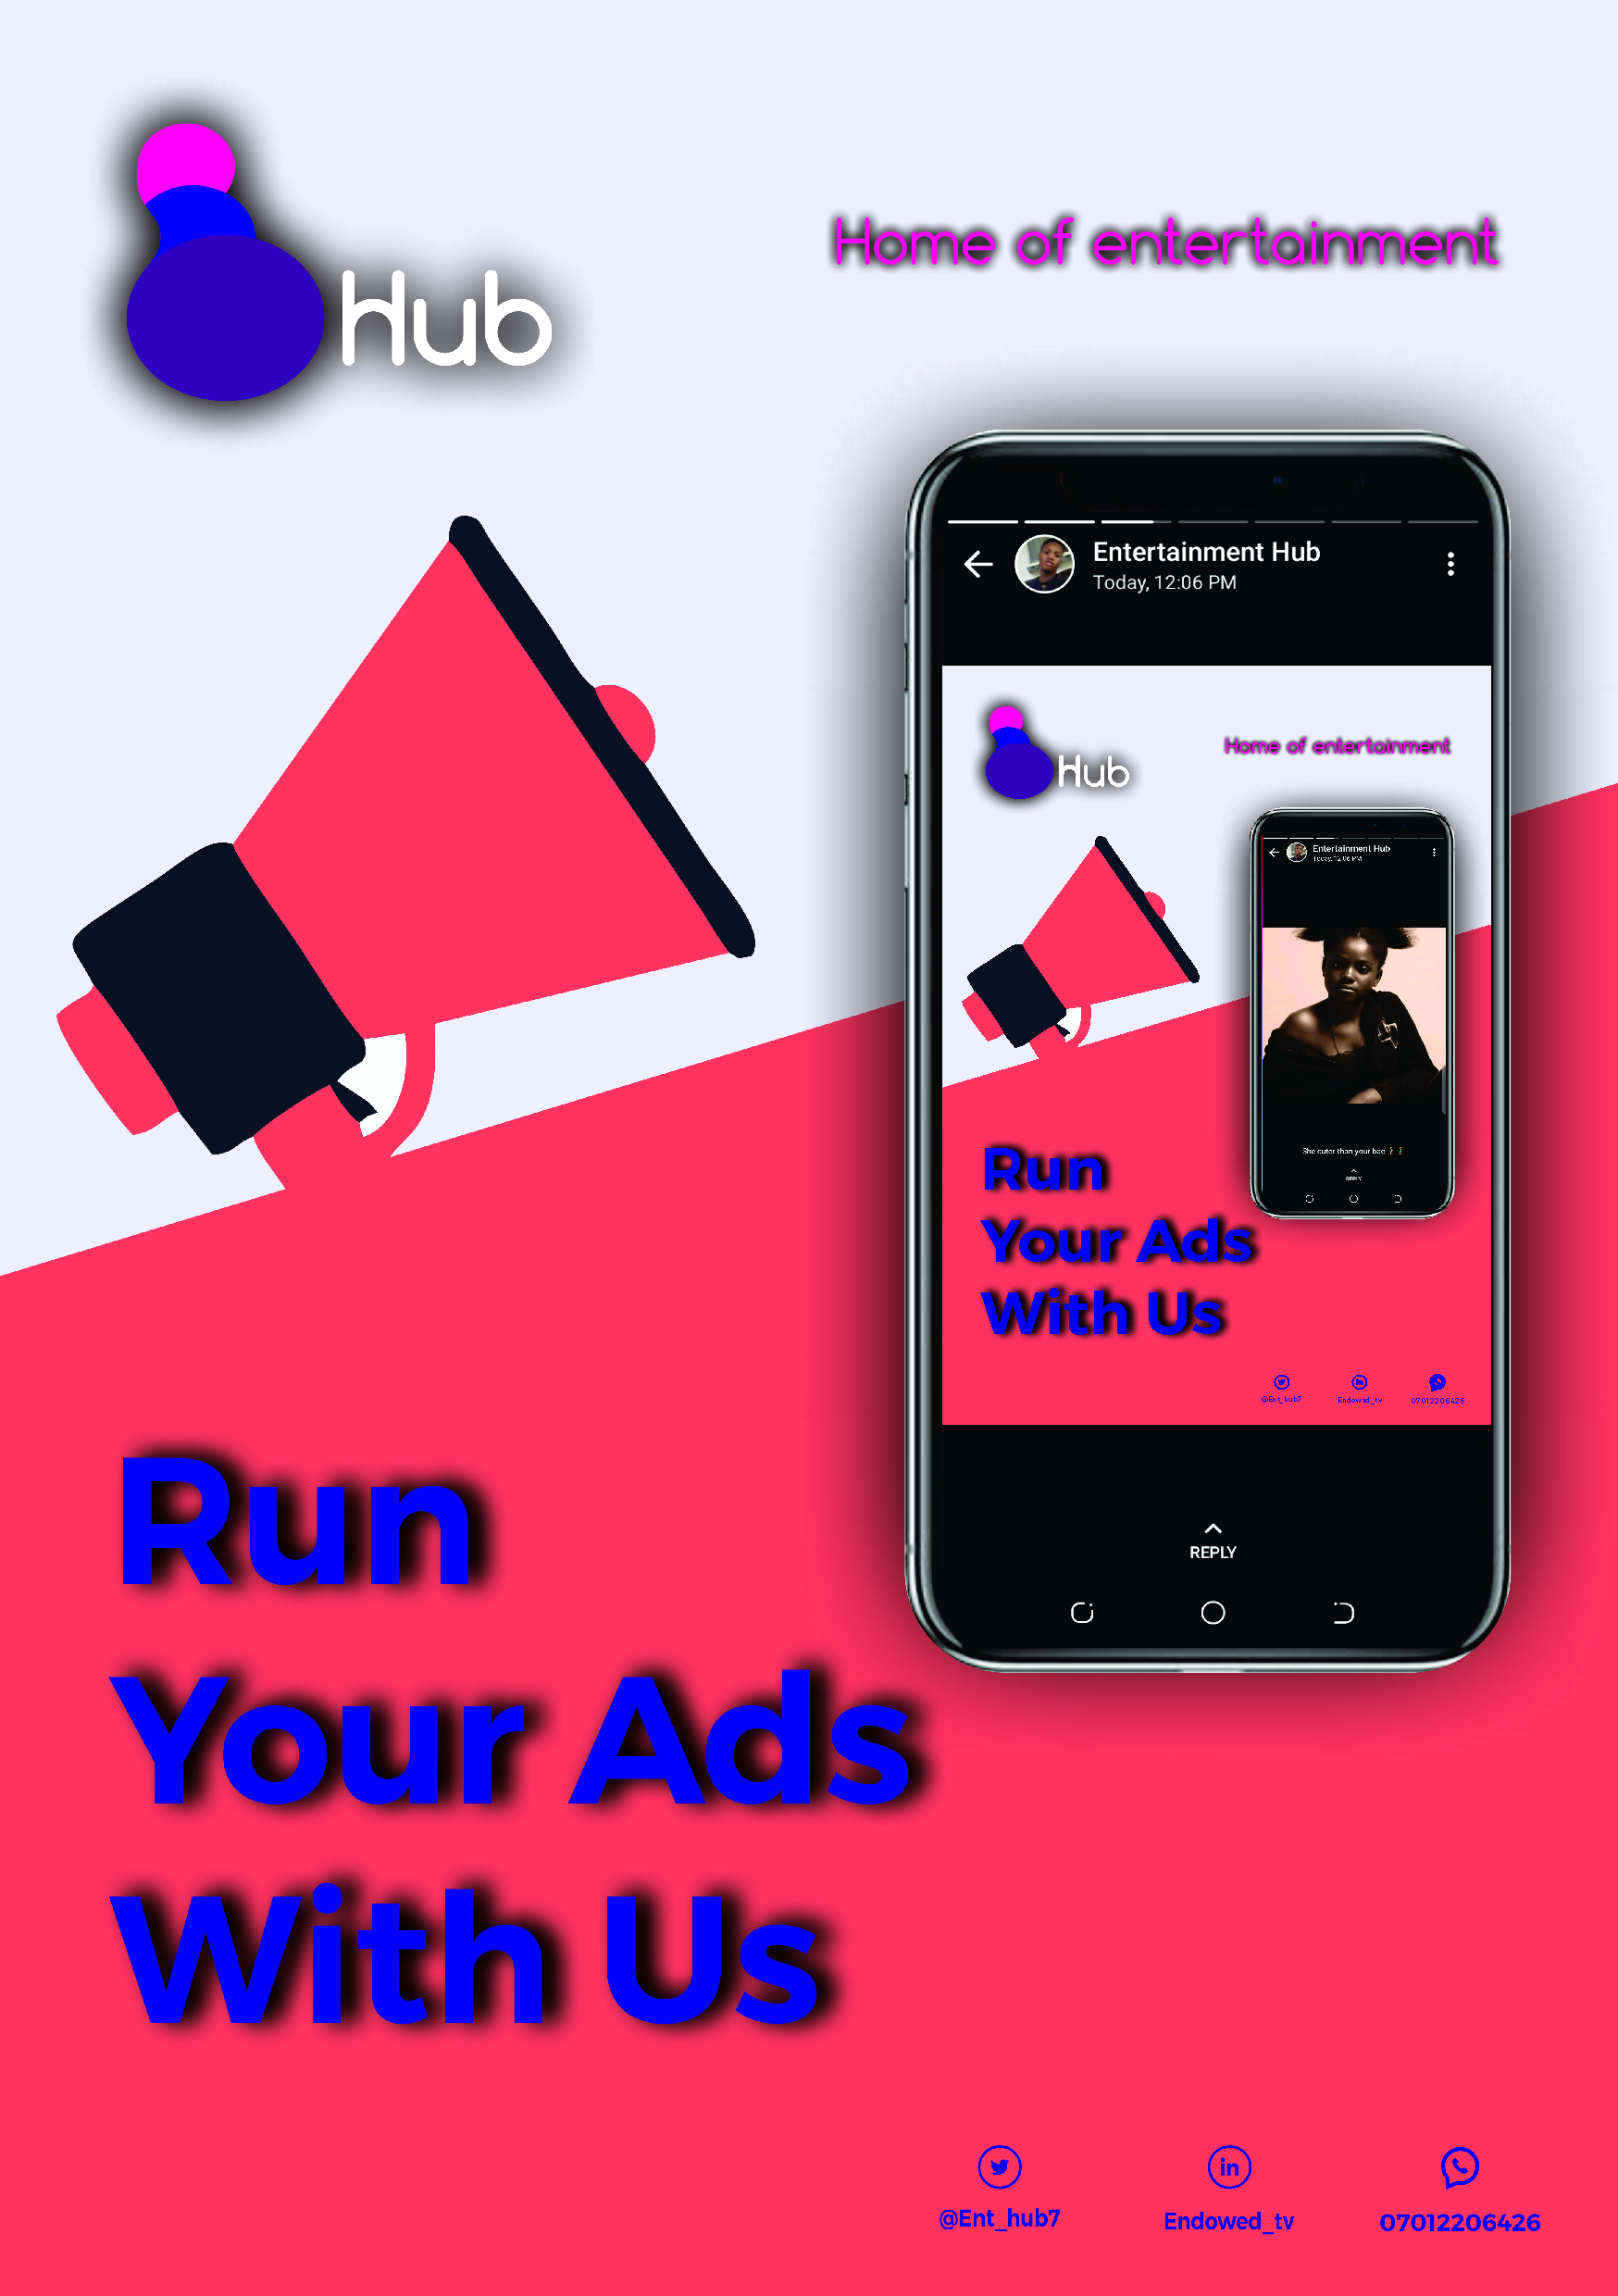 Hub
Home of entertainment
Entertainment Hub
Today, 12:06 PM
Hub
Home of entertainment
Entertainment Hub
Today, 12:06 PM
She cuter than your bae
REPLY
Run
Your Ads
With Us
@Ent_hub7
Endowed_tv
07012206426
REPLY
Run
Your Ads
With Us
@Ent_hub7
Endowed_tv
07012206426